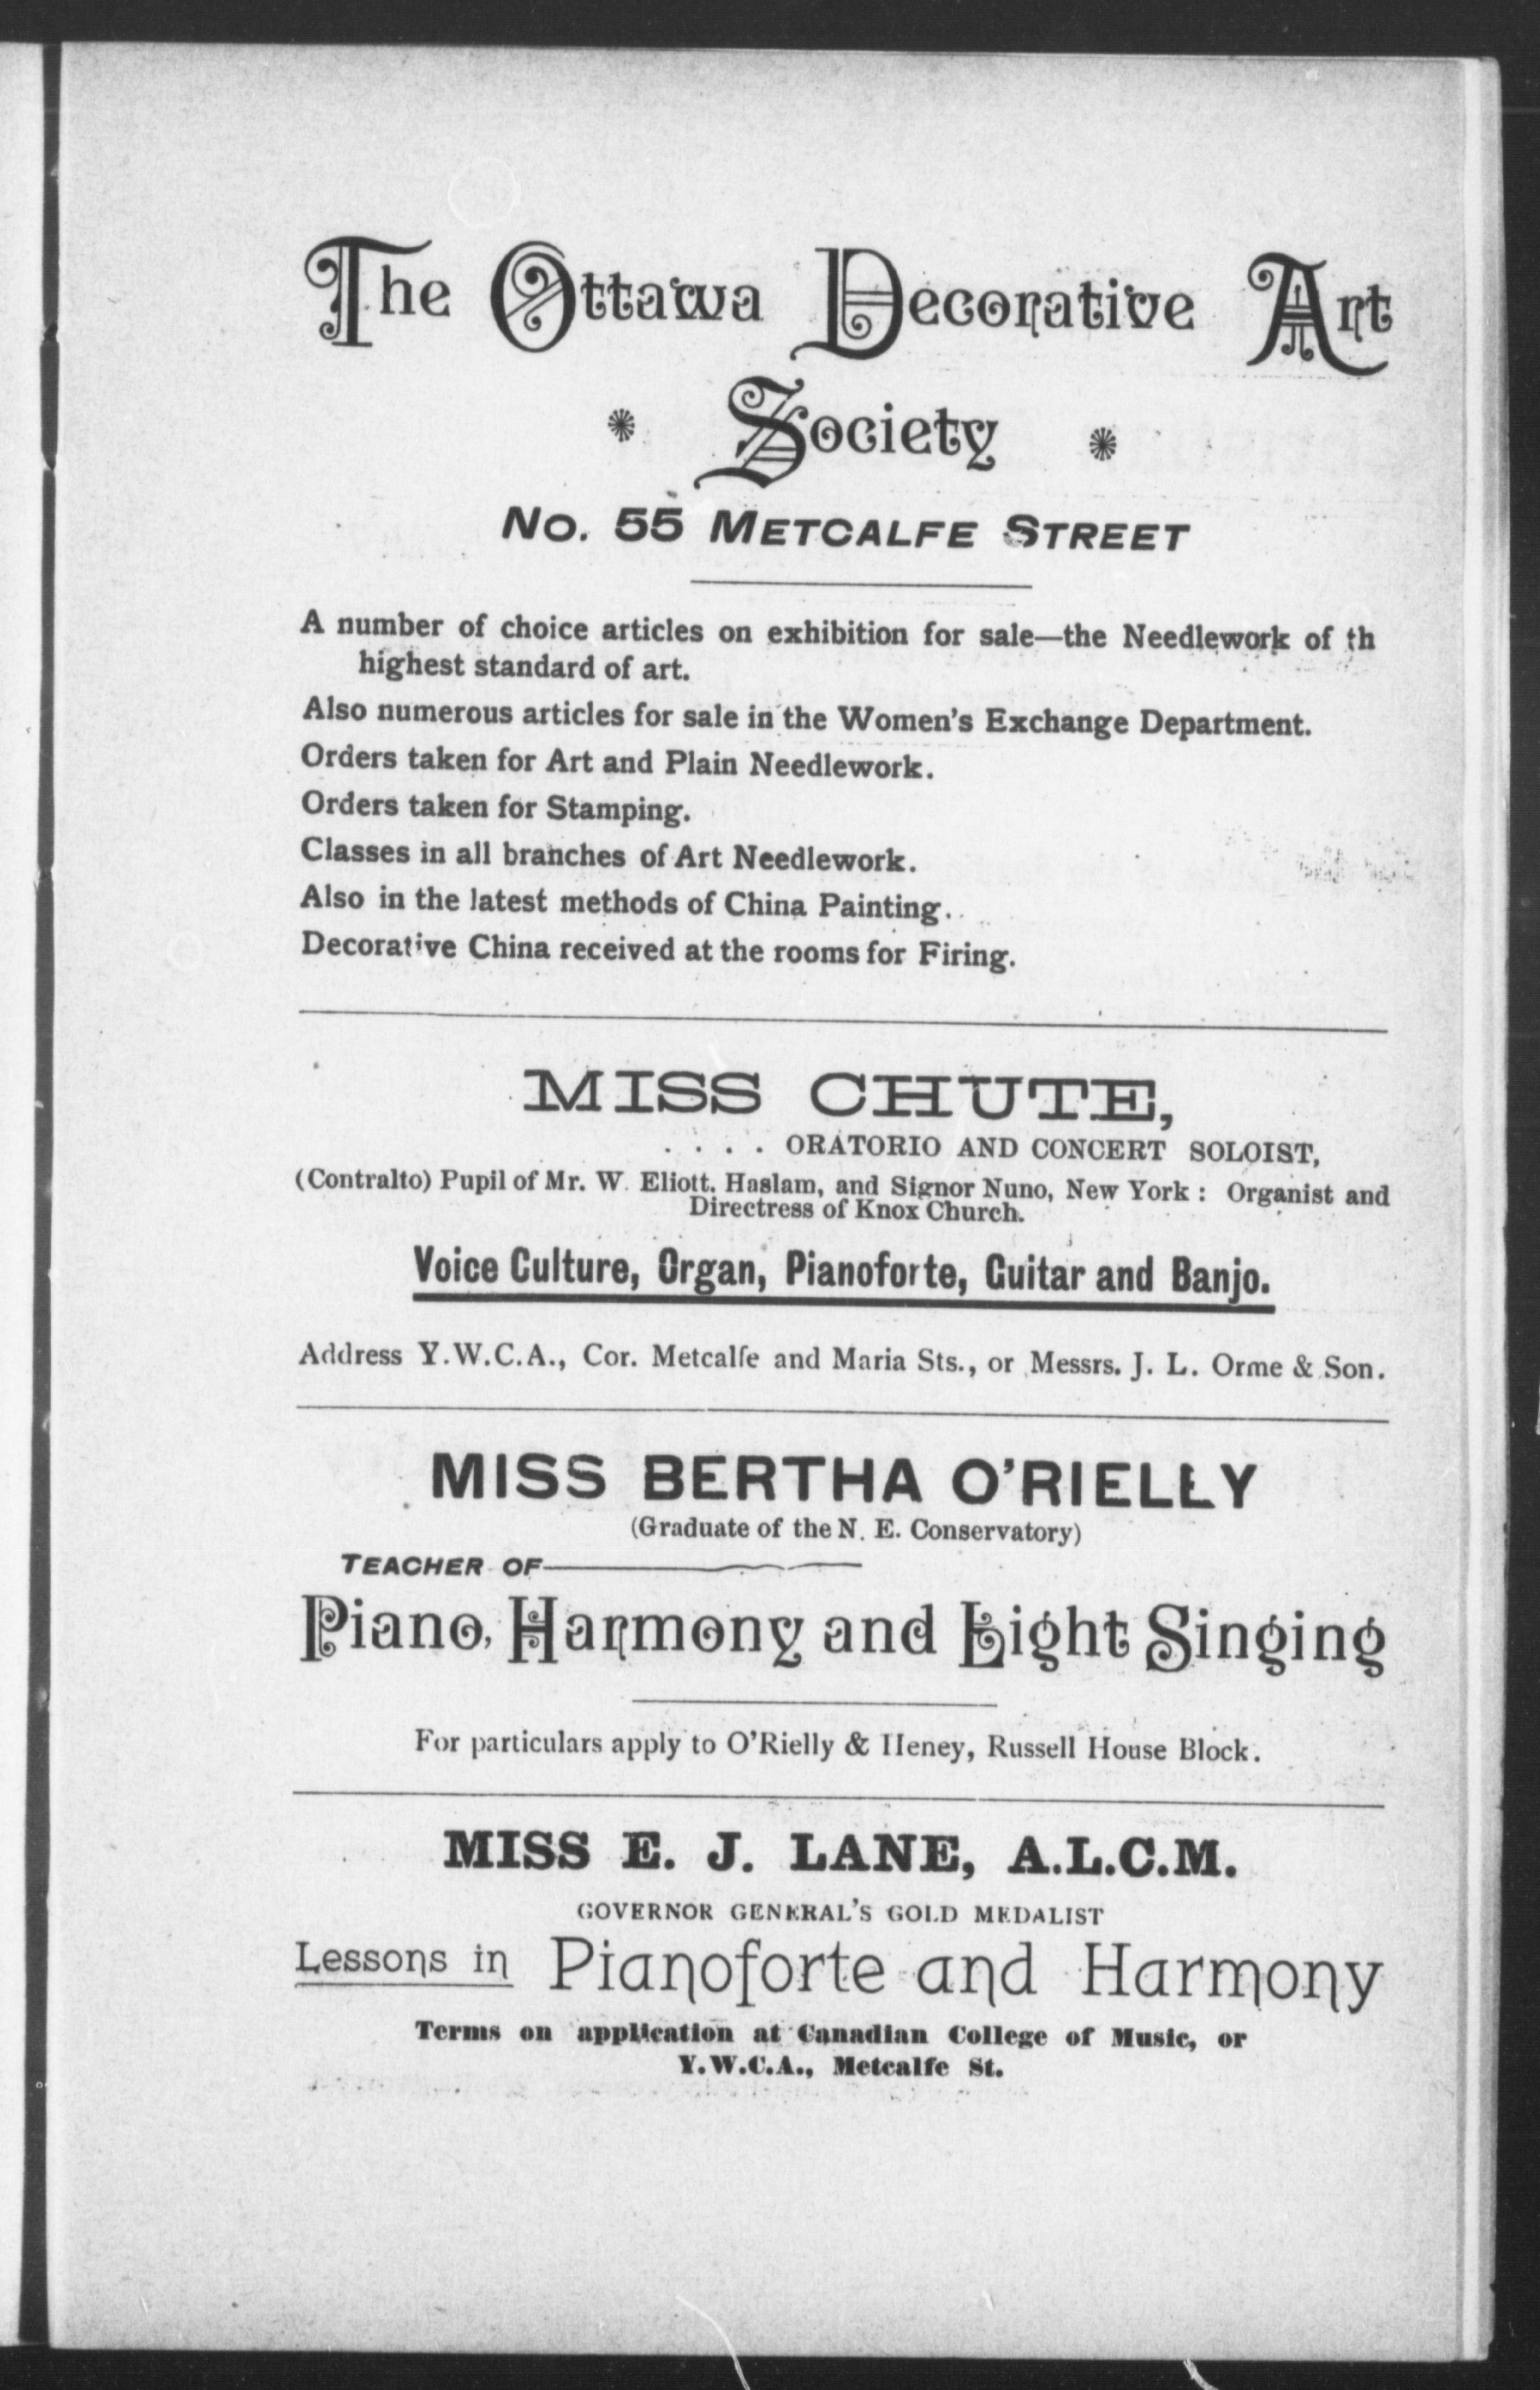 The Ottawa Decorative Art
* Society *
No. 55 METCALFE STREET
A number of choice articles on exhibition for sale—the Needlework of th
highest standard of art.
Also numerous articles for sale in the Women's Exchange Department.
Orders taken for Art and Plain Needlework.
Orders taken for Stamping.
Classes in all branches of Art Needlework.
Also in the latest methods of China Painting.
Decorative China received at the rooms for Firing.
MISS CHUTE,
. . . . ORATORIO AND CONCERT SOLOIST,
(Contralto) Pupil of Mr. W. Eliott. Haslam, and Signor Nuno, New York : Organist and
Directress of Knox Church.
Voice Culture, Organ, Pianoforte, Guitar and Banjo.
Address Y.W.C.A., Cor. Metcalfe and Maria Sts., or Messrs. J. L. Orme & Son.
MISS BERTHA O'RIELLY
(Graduate of the N. E. Conservatory)
TEACHER OF
Piano, Harmony and Light Singing
For particulars apply to O'Rielly & Heney, Russell House Block.
MISS E. J. LANE, A.L.C.M.
GOVERNOR GENERAL'S GOLD MEDALIST
Lessons in Pianoforte and Harmony
Terms on application at Canadian College of Music, or
Y.W.C.A., Metcalfe St.